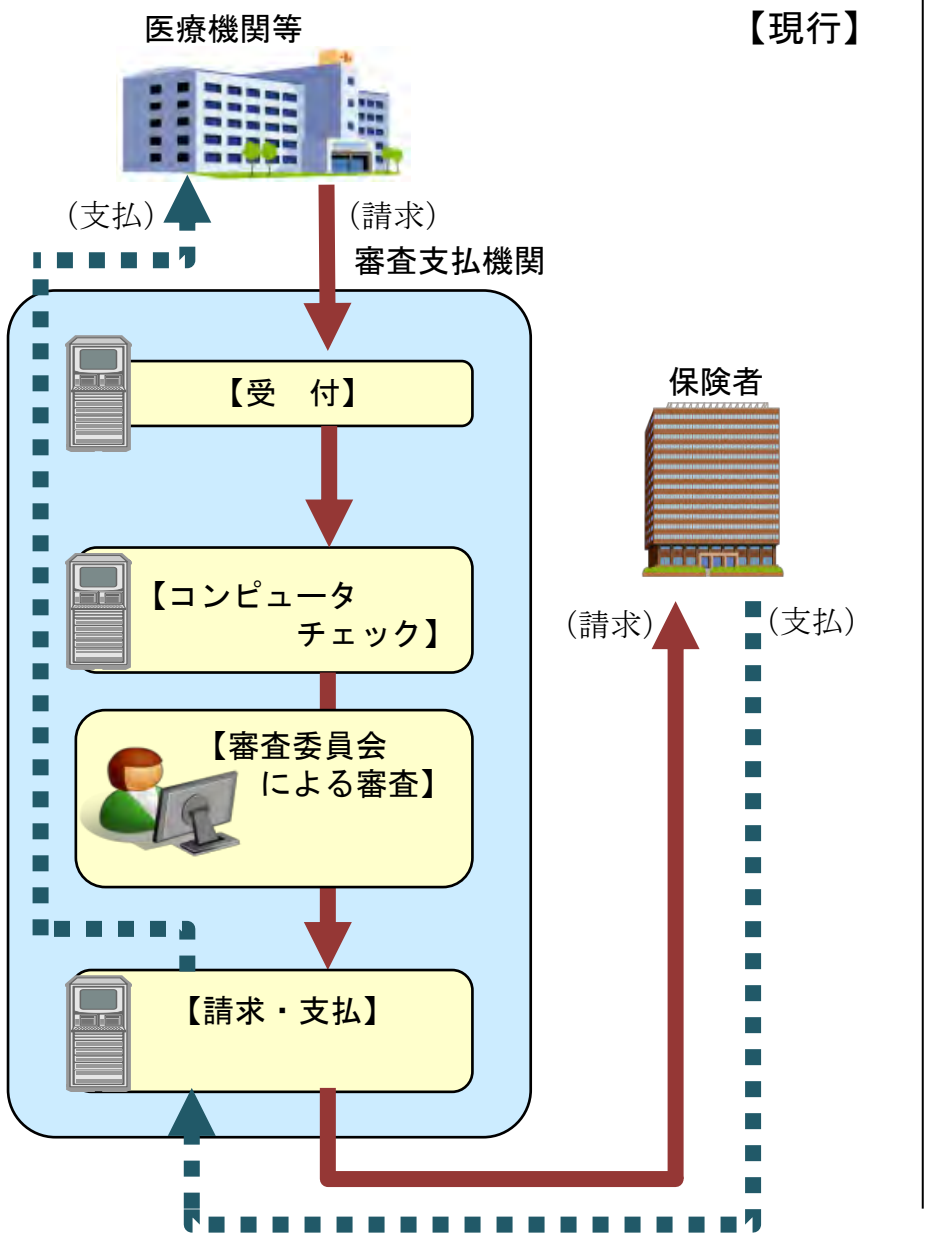 医療機関等
【現行】
(支払)
(請求)
審査支払機関
【受　付】
保険者
【コンピュータ
チェック】
(請求)
(支払)
【審査委員会
による審査】
【請求・支払】